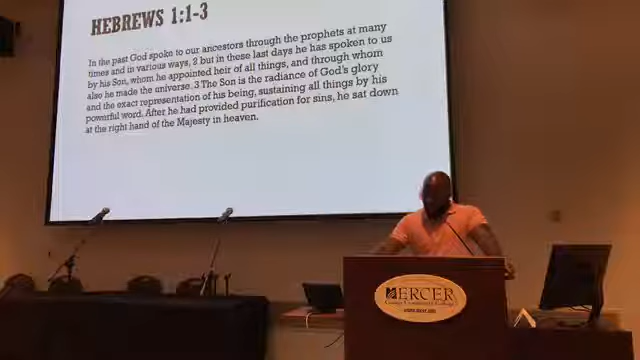 HEBREWS 1:1-3
In the past God spoke to our ancestors through the prophets at many
times and in various ways, 2 but in these last days he has spoken to us
by his Son, whom he appointed heir of all things, and through whom
also he made the universe. 3 The Son is the radiance of God's glory
and the exact representation of his being, sustaining all things by his
powerful word. After he had provided purification for sins, he sat down
at the right hand of the Majesty in heaven.
MERCER
County Community College